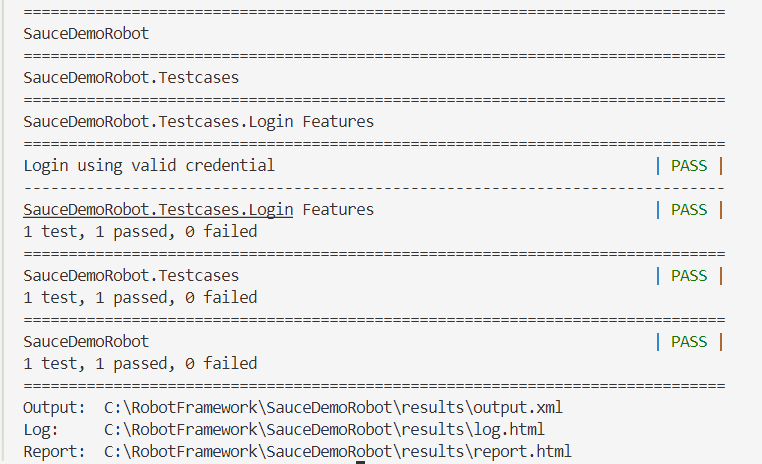 ==============================================================================
SauceDemoRobot
==============================================================================
SauceDemoRobot.Testcases
==============================================================================
SauceDemoRobot.Testcases.Login Features
==============================================================================
Login using valid credential                                          | PASS |
------------------------------------------------------------------------------
SauceDemoRobot.Testcases.Login Features                               | PASS |
1 test, 1 passed, 0 failed
==============================================================================
SauceDemoRobot.Testcases                                              | PASS |
1 test, 1 passed, 0 failed
==============================================================================
SauceDemoRobot                                                        | PASS |
1 test, 1 passed, 0 failed
==============================================================================
Output:  C:\RobotFramework\SauceDemoRobot\results\output.xml
Log:     C:\RobotFramework\SauceDemoRobot\results\log.html
Report:  C:\RobotFramework\SauceDemoRobot\results\report.html